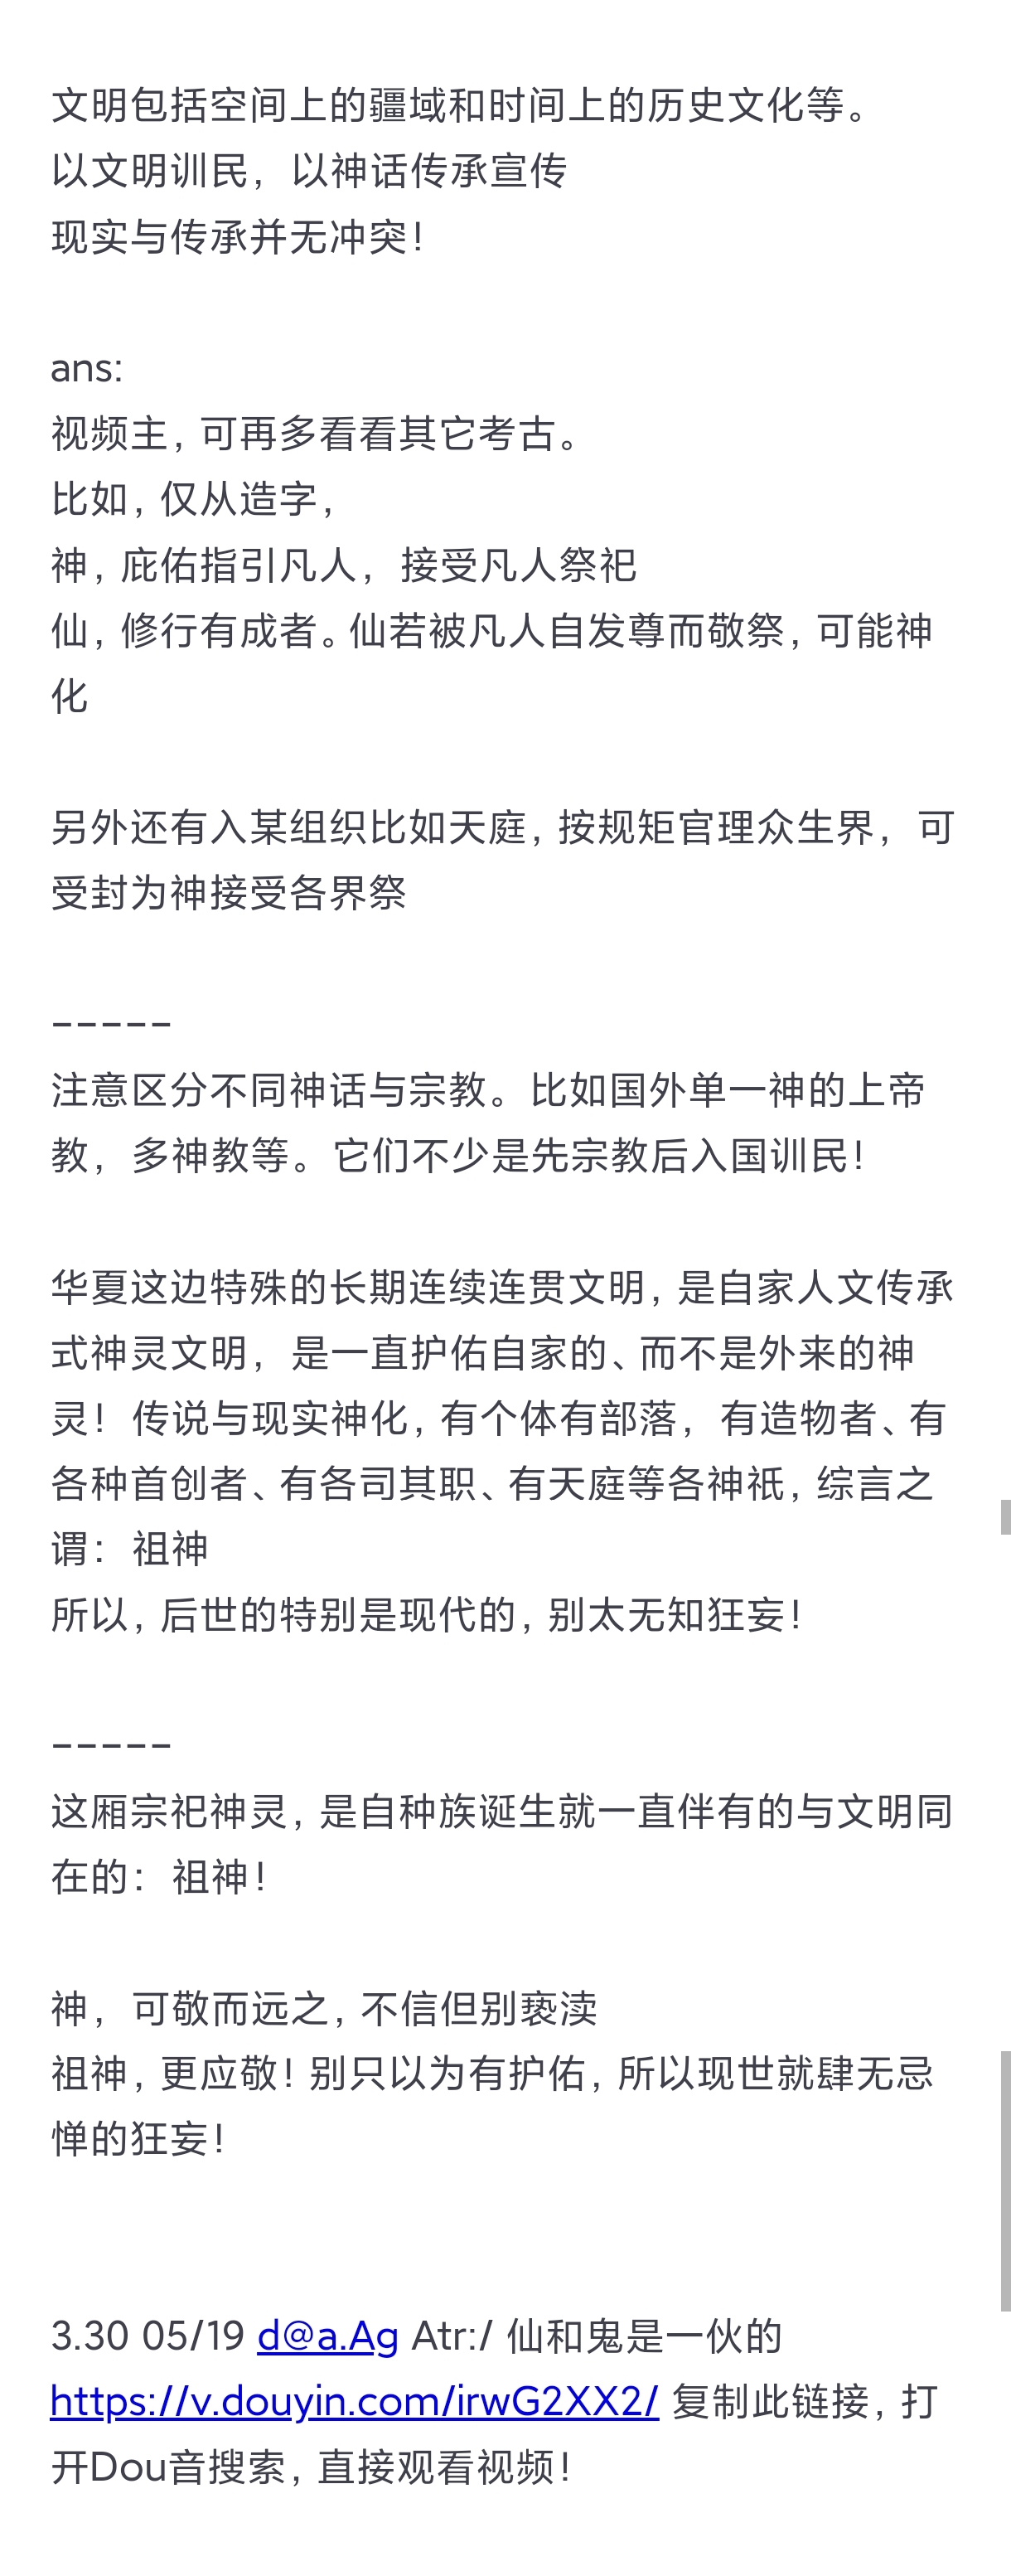 文明包括空间上的疆域和时间上的历史文化等。
以文明训民，以神话传承宣传
现实与传承并无冲突！
ans:
视频主，可再多看看其它考古。
比如，仅从造字，
神，庇佑指引凡人，接受凡人祭祀
仙，修行有成者。仙若被凡人自发尊而敬祭，可能神
化
另外还有入某组织比如天庭，按规矩官理众生界，可
受封为神接受各界祭
-----
注意区分不同神话与宗教。比如国外单一神的上帝
教，多神教等。它们不少是先宗教后入国训民！
华夏这边特殊的长期连续连贯文明，是自家人文传承
式神灵文明，是一直护佑自家的、而不是外来的神
灵！传说与现实神化，有个体有部落，有造物者、有
各种首创者、有各司其职、有天庭等各神祇，综言之
谓：祖神
所以，后世的特别是现代的，别太无知狂妄！
-----
这厢宗祀神灵，是自种族诞生就一直伴有的与文明同
在的：祖神！
神，可敬而远之，不信但别亵渎
祖神，更应敬！别只以为有护佑，所以现世就肆无忌
惮的狂妄！
3.30 05/19 d@a.Ag Atr:/ 仙和鬼是一伙的
https://v.douyin.com/irwG2XX2/ 复制此链接，打
开Dou音搜索，直接观看视频！